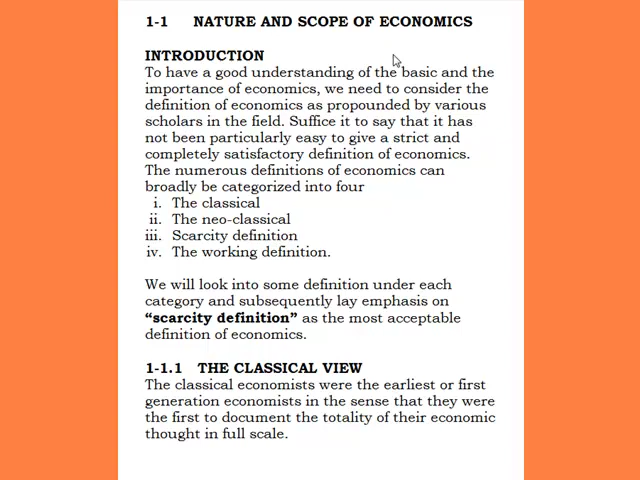 1-1 NATURE AND SCOPE OF ECONOMICS
INTRODUCTION
To have a good understanding of the basic and the
importance of economics, we need to consider the
definition of economics as propounded by various
scholars in the field. Suffice it to say that it has
not been particularly easy to give a strict and
completely satisfactory definition of economics.
The numerous definitions of economics can
broadly be categorized into four
i. The classical
ii. The neo-classical
iii. Scarcity definition
iv. The working definition.
We will look into some definition under each
category and subsequently lay emphasis on
“scarcity definition” as the most acceptable
definition of economics.
1-1.1 THE CLASSICAL VIEW
The classical economists were the earliest or first
generation economists in the sense that they were
the first to document the totality of their economic
thought in full scale.